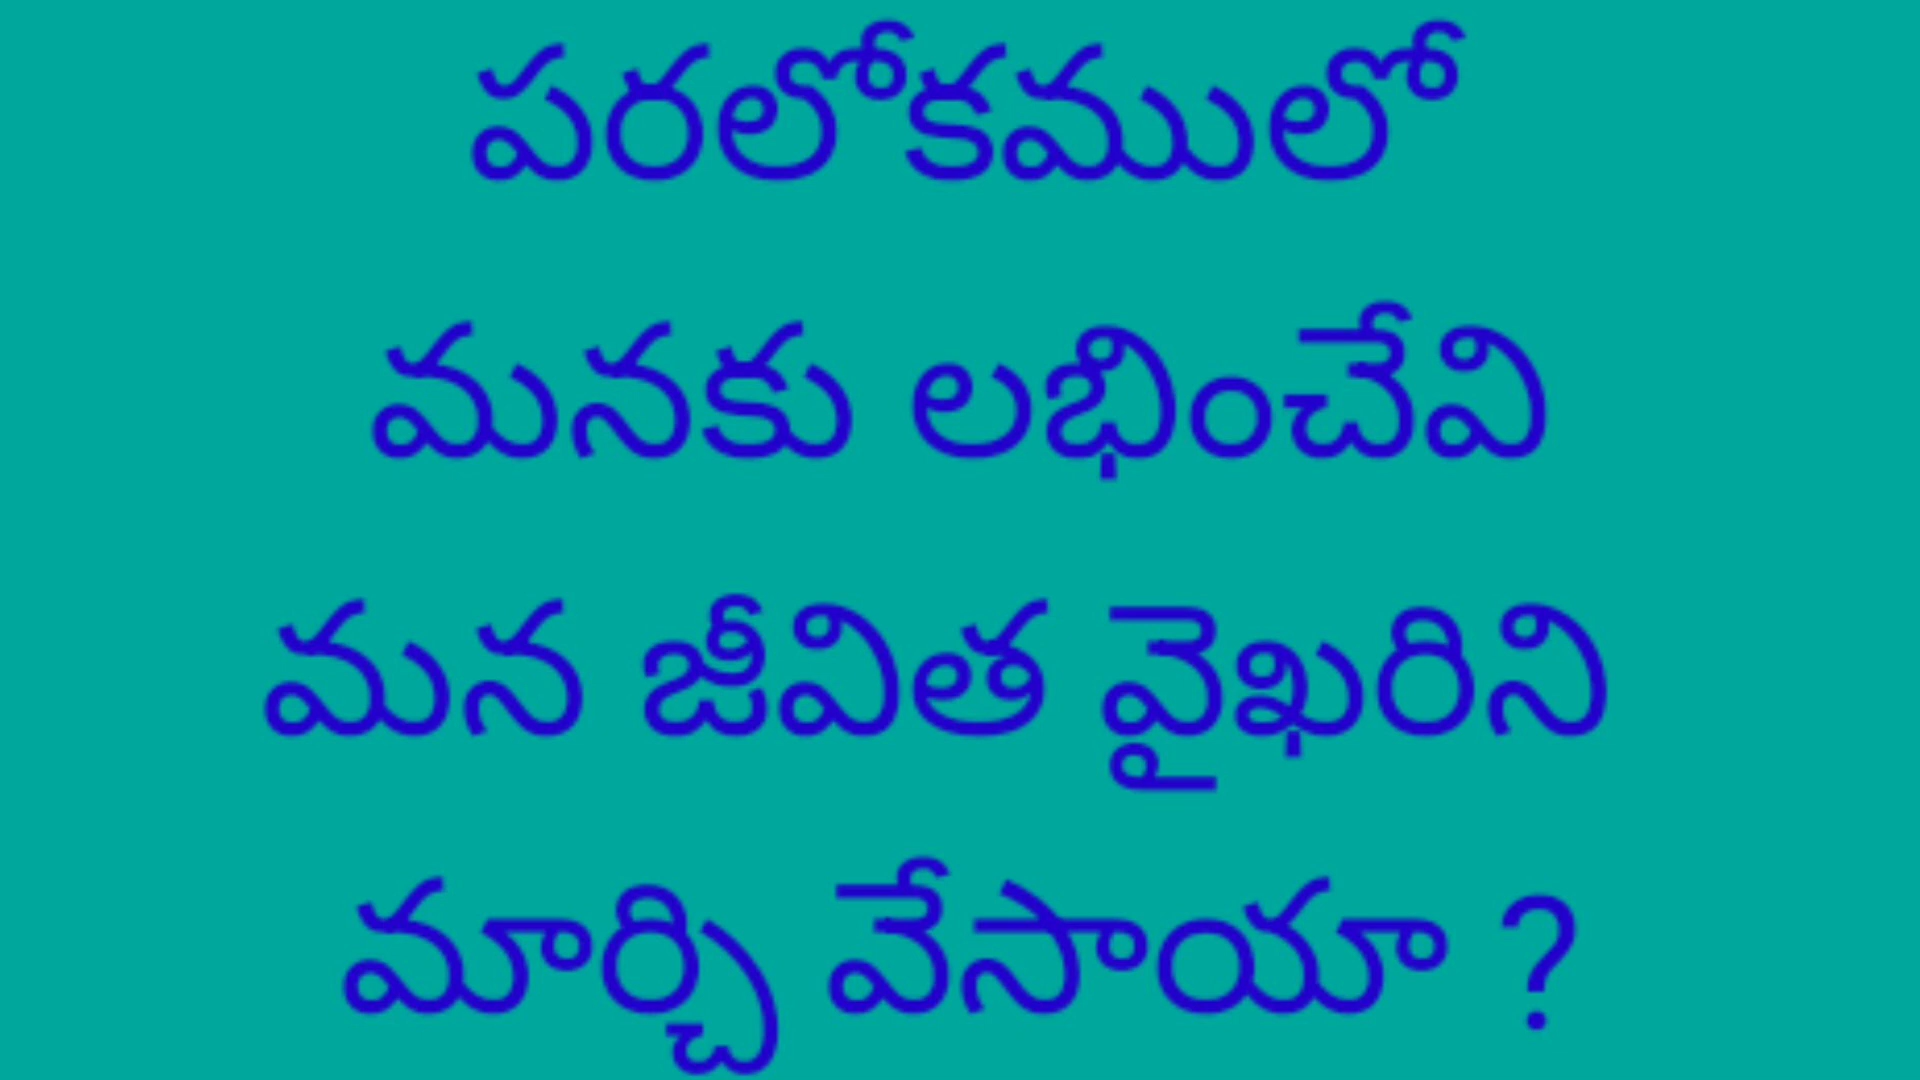 పరలోకములో
మనకు లభించేవి
మన జీవిత వైఖరిని
మార్చి వేసాయా ?